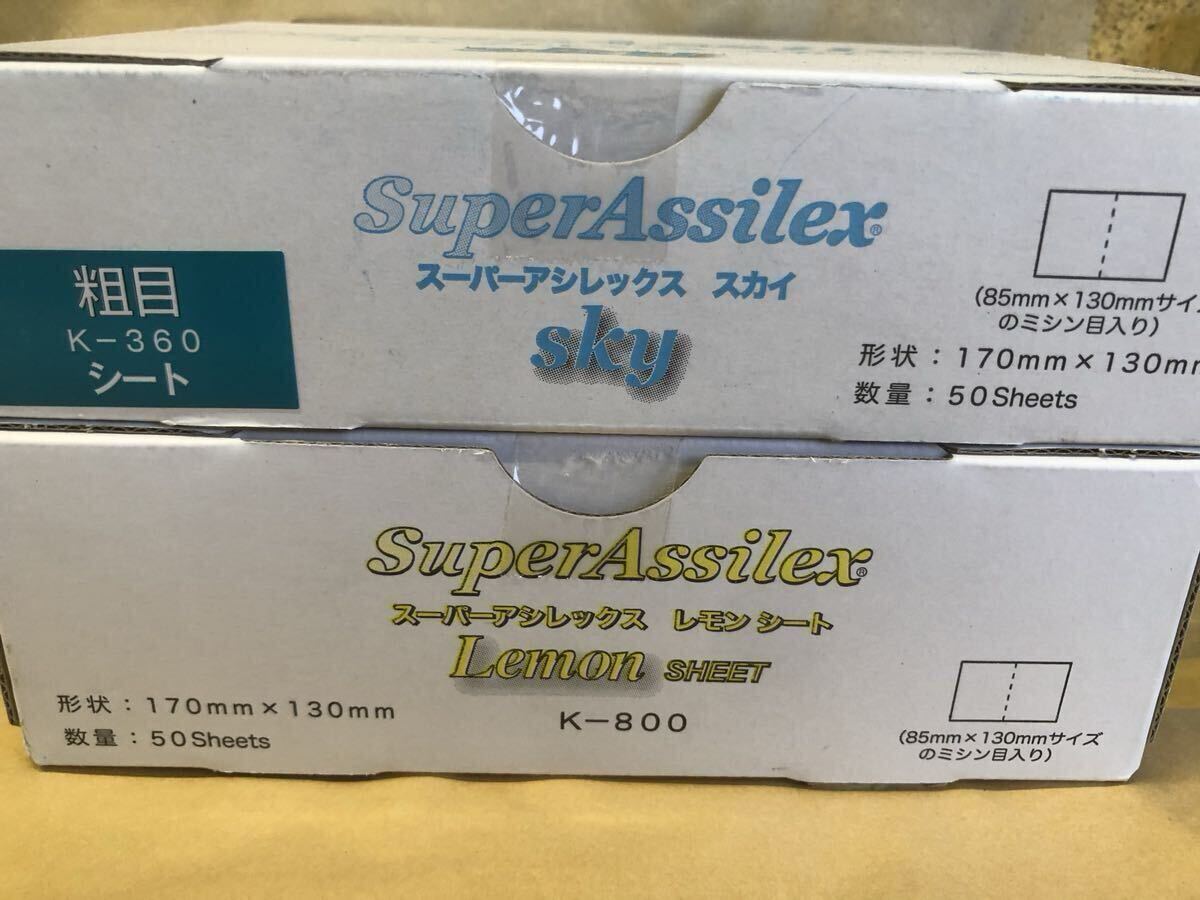 SuperAssilex®
スーパーアシレックス スカイ
sky
粗目
K-360
シート
(85mm×130mmサイ
のミシン目入り)
形状：170mm×130m
数量：50Sheets
SuperAssilex®
スーパーアシレックス レモン シート
Lemon SHEET
K-800
形状：170mm×130mm
数量：50Sheets
(85mm×130mmサイズ
のミシン目入り)